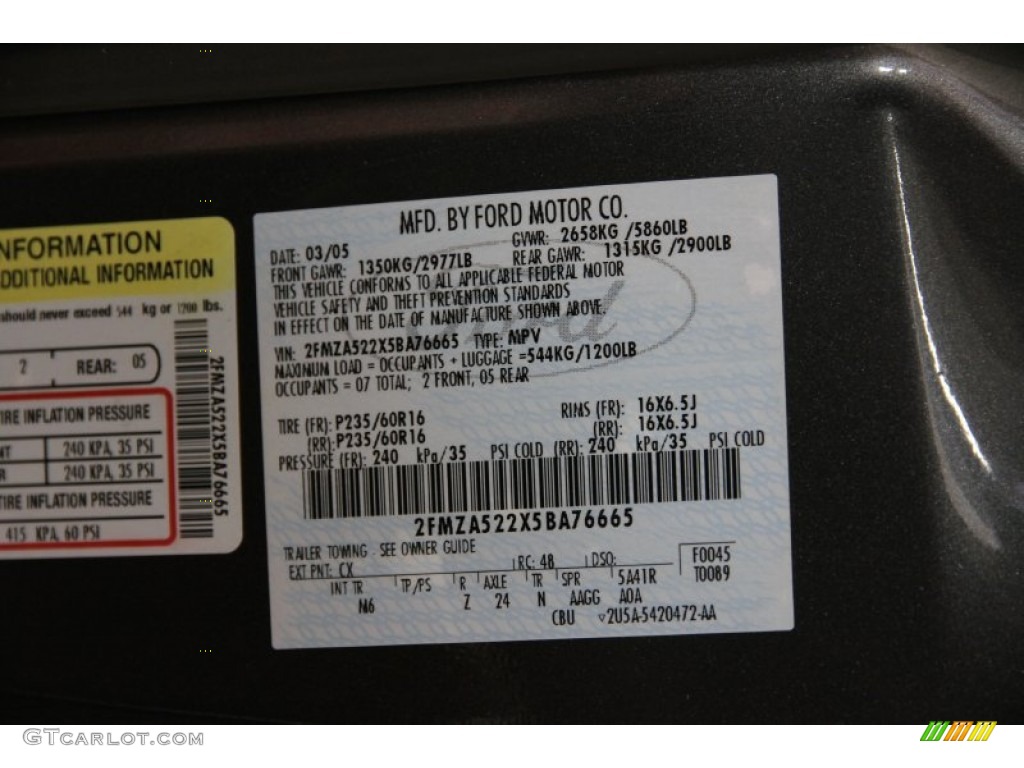 NFORMATION
ADDITIONAL INFORMATION
should never exceed 544 kg or 1200 lbs.
2 REAR: 05
TIRE INFLATION PRESSURE
NT 240 KPA, 35 PSI
R 240 KPA, 35 PSI
TIRE INFLATION PRESSURE
415 KPA, 60 PSI
2FMZA522X5BA76665
MFD. BY FORD MOTOR CO.
DATE: 03/05 GVWR: 2658KG /5860LB
FRONT GAWR: 1350KG/2977LB REAR GAWR: 1315KG /2900LB
THIS VEHICLE CONFORMS TO ALL APPLICABLE FEDERAL MOTOR
VEHICLE SAFETY AND THEFT PREVENTION STANDARDS
IN EFFECT ON THE DATE OF MANUFACTURE SHOWN ABOVE.
VIN: 2FMZA522X5BA76665 TYPE: MPV
MAXIMUM LOAD = OCCUPANTS + LUGGAGE =544KG/1200LB
OCCUPANTS = 07 TOTAL; 2 FRONT, 05 REAR
TIRE (FR): P235/60R16 RIMS (FR): 16X6.5J
(RR): P235/60R16 (RR): 16X6.5J
PRESSURE (FR): 240 kPa/35 PSI COLD (RR): 240 kPa/35 PSI COLD
2FMZA522X5BA76665
TRAILER TOWING - SEE OWNER GUIDE
EXT PNT: CX RC: 48 DSO: F0045
INT TR TP/PS R AXLE TR SPR 5A41R T0089
N6 Z 24 N AAGG AOA
CBU ▿2U5A-5420472-AA
Ford
GTCarlot.com